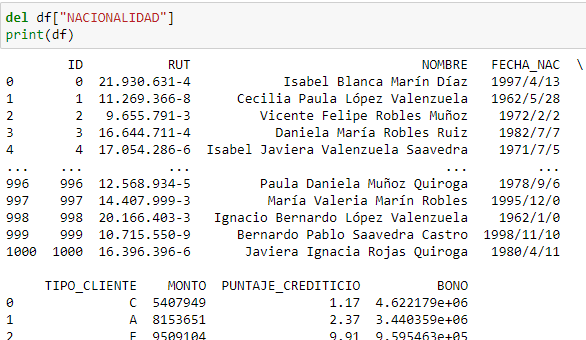 del df["NACIONALIDAD"]
print(df)
ID RUT NOMBRE FECHA_NAC \
0 0 21.930.631-4 Isabel Blanca Marín Díaz 1997/4/13
1 1 11.269.366-8 Cecilia Paula López Valenzuela 1962/5/28
2 2 9.655.791-3 Vicente Felipe Robles Muñoz 1972/2/2
3 3 16.644.711-4 Daniela María Robles Ruiz 1982/7/7
4 4 17.054.286-6 Isabel Javiera Valenzuela Saavedra 1971/7/5
... ... ... ... ...
996 996 12.568.934-5 Paula Daniela Muñoz Quiroga 1978/9/6
997 997 14.407.999-3 María Valeria Marín Robles 1995/12/0
998 998 20.166.403-3 Ignacio Bernardo López Valenzuela 1962/1/0
999 999 10.715.550-9 Bernardo Pablo Saavedra Castro 1998/11/10
1000 1000 16.396.396-6 Javiera Ignacia Rojas Quiroga 1980/4/11
TIPO_CLIENTE MONTO PUNTAJE_CREDITICIO BONO
0 C 5407949 1.17 4.622179e+06
1 A 8153651 2.37 3.440359e+06
2 E 9509104 9.91 9.595463e+05